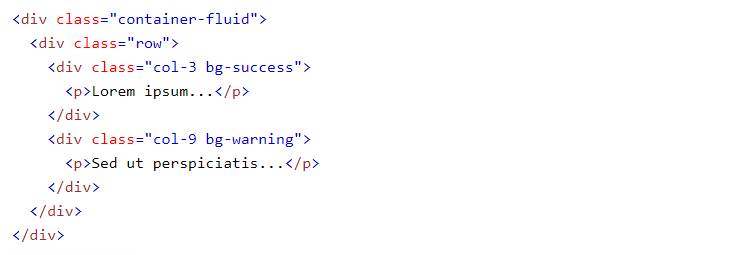 <div class="container-fluid">
  <div class="row">
    <div class="col-3 bg-success">
      <p>Lorem ipsum...</p>
    </div>
    <div class="col-9 bg-warning">
      <p>Sed ut perspiciatis...</p>
    </div>
  </div>
</div>